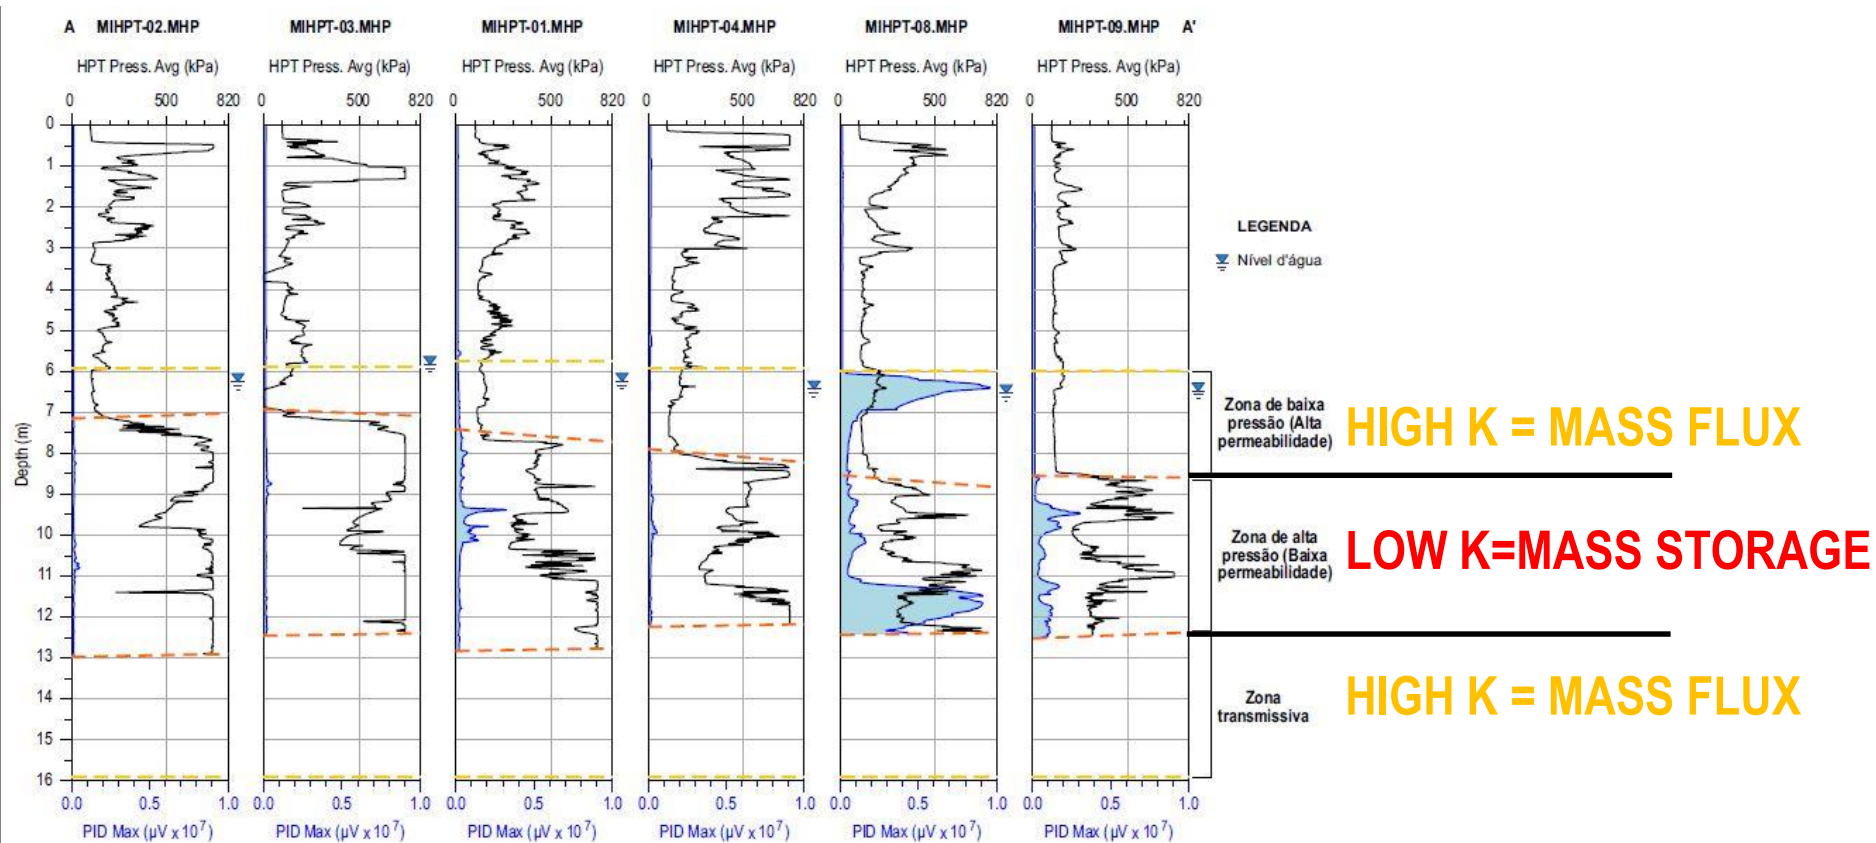 A MIHPT-02.MHP MIHPT-03.MHP MIHPT-01.MHP MIHPT-04.MHP MIHPT-08.MHP MIHPT-09.MHP A'
HPT Press. Avg (kPa) HPT Press. Avg (kPa) HPT Press. Avg (kPa) HPT Press. Avg (kPa) HPT Press. Avg (kPa) HPT Press. Avg (kPa)
0 500 820 0 500 820 0 500 820 0 500 820 0 500 820 0 500 820
0
1
2
3
4
5
6
7
8
9
10
11
12
13
14
15
16
Depth (m)
0.0 0.5 1.0 0.0 0.5 1.0 0.0 0.5 1.0 0.0 0.5 1.0 0.0 0.5 1.0 0.0 0.5 1.0
PID Max (µV x 10⁷) PID Max (µV x 10⁷) PID Max (µV x 10⁷) PID Max (µV x 10⁷) PID Max (µV x 10⁷) PID Max (µV x 10⁷)
LEGENDA
Nível d'água
Zona de baixa
pressão (Alta
permeabilidade)
HIGH K = MASS FLUX
Zona de alta
pressão (Baixa
permeabilidade)
LOW K=MASS STORAGE
Zona
transmissiva
HIGH K = MASS FLUX